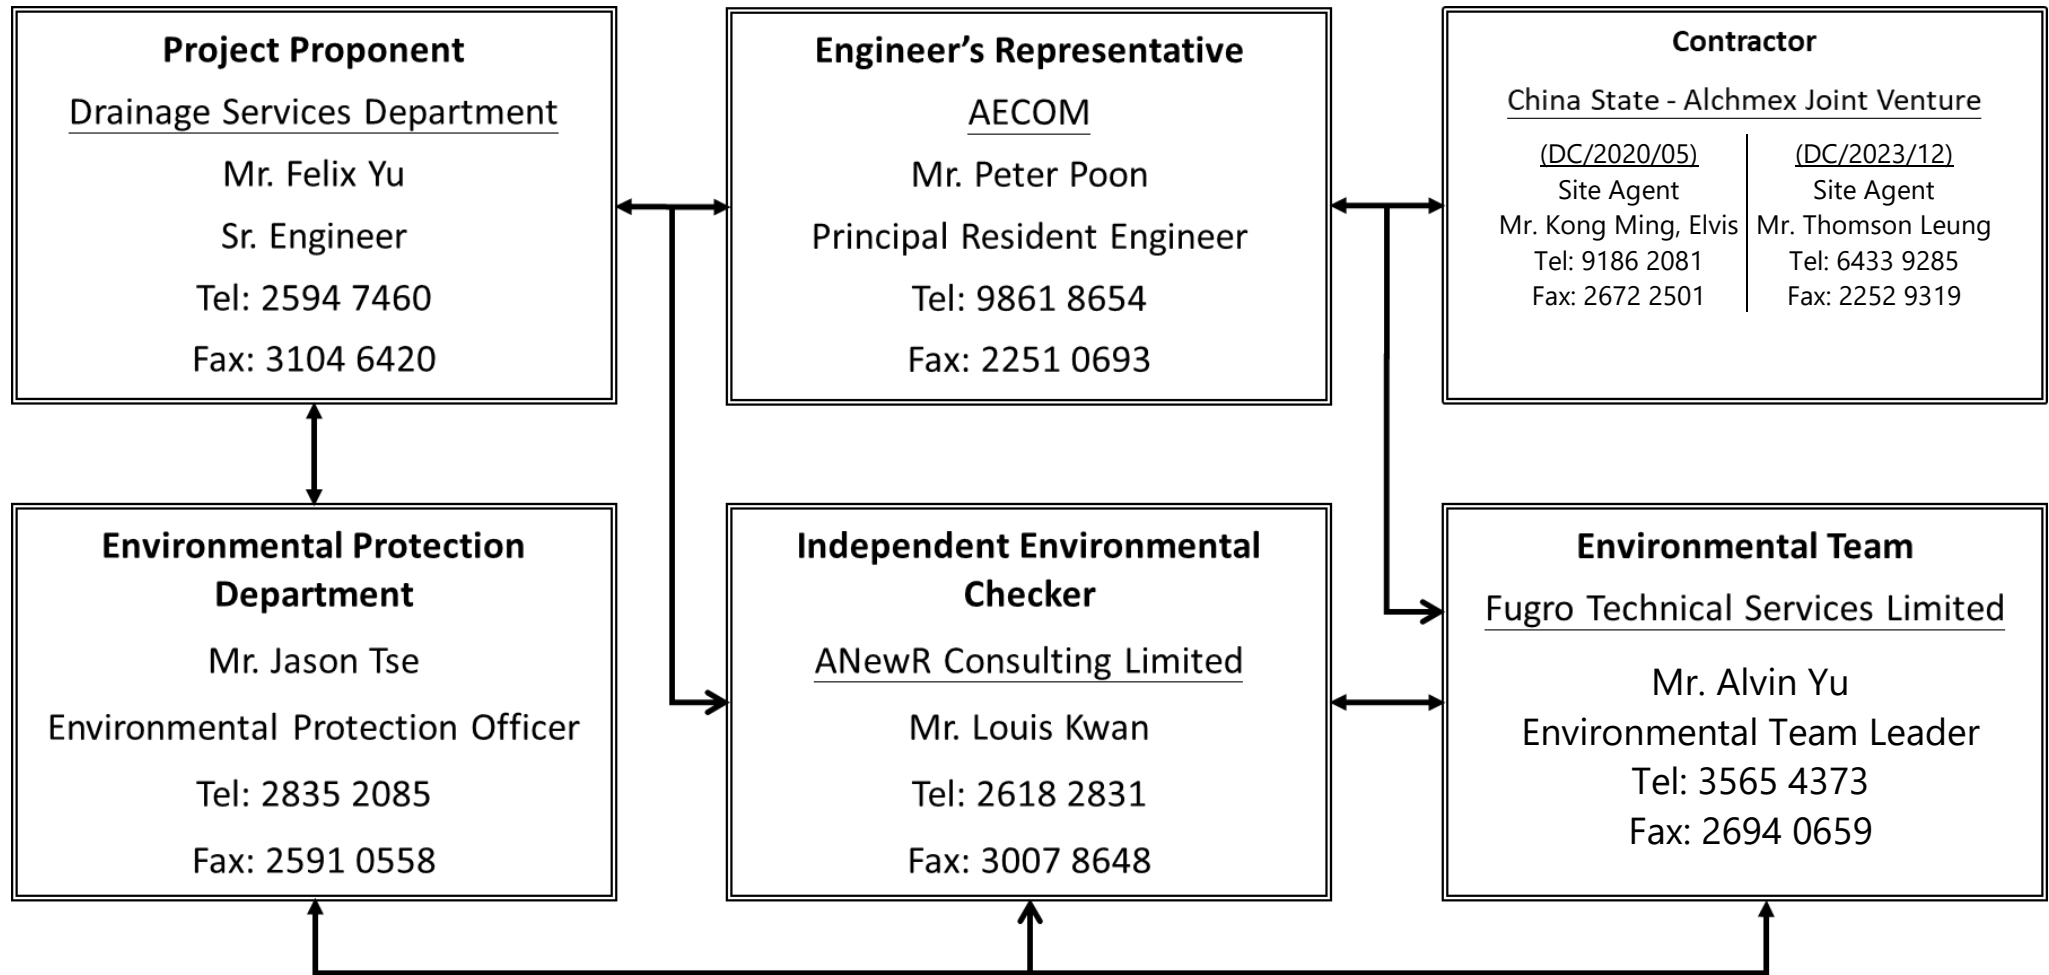 Project Proponent
Drainage Services Department
Mr. Felix Yu
Sr. Engineer
Tel: 2594 7460
Fax: 3104 6420
Engineer’s Representative
AECOM
Mr. Peter Poon
Principal Resident Engineer
Tel: 9861 8654
Fax: 2251 0693
Contractor
China State - Alchmex Joint Venture
(DC/2020/05)
Site Agent
Mr. Kong Ming, Elvis
Tel: 9186 2081
Fax: 2672 2501
(DC/2023/12)
Site Agent
Mr. Thomson Leung
Tel: 6433 9285
Fax: 2252 9319
Environmental Protection
Department
Mr. Jason Tse
Environmental Protection Officer
Tel: 2835 2085
Fax: 2591 0558
Independent Environmental
Checker
ANewR Consulting Limited
Mr. Louis Kwan
Tel: 2618 2831
Fax: 3007 8648
Environmental Team
Fugro Technical Services Limited
Mr. Alvin Yu
Environmental Team Leader
Tel: 3565 4373
Fax: 2694 0659